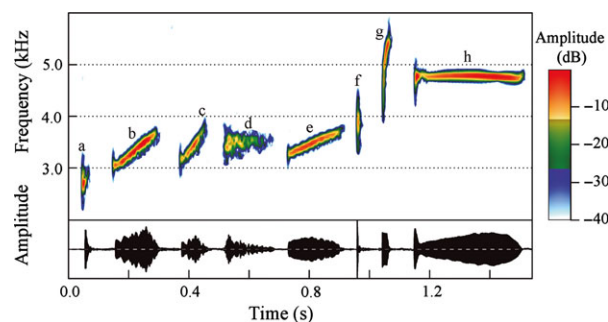 Amplitude
(dB)
−10
−20
−30
−40
Frequency (kHz
5.0
4.0
3.0
a
b
c
d
e
f
g
h
Amplitude
0.0
0.4
0.8
1.2
Time (s)